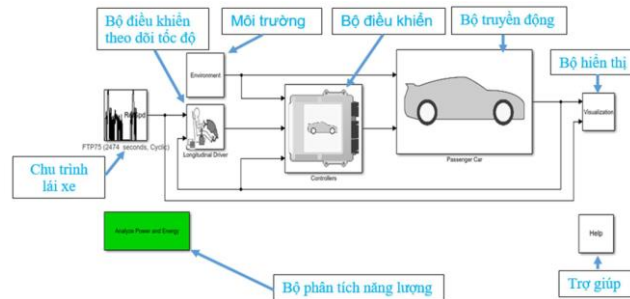 Bộ điều khiển
theo dõi tốc độ
Môi trường
Bộ điều khiển
Bộ truyền động
Bộ hiển thị
Environment
RefSpd
FTP75 (2474 seconds, Cyclic)
Longitudinal Driver
Controllers
Passenger Car
Visualization
Chu trình
lái xe
Analyze Power and Energy
Help
Bộ phân tích năng lượng
Trợ giúp